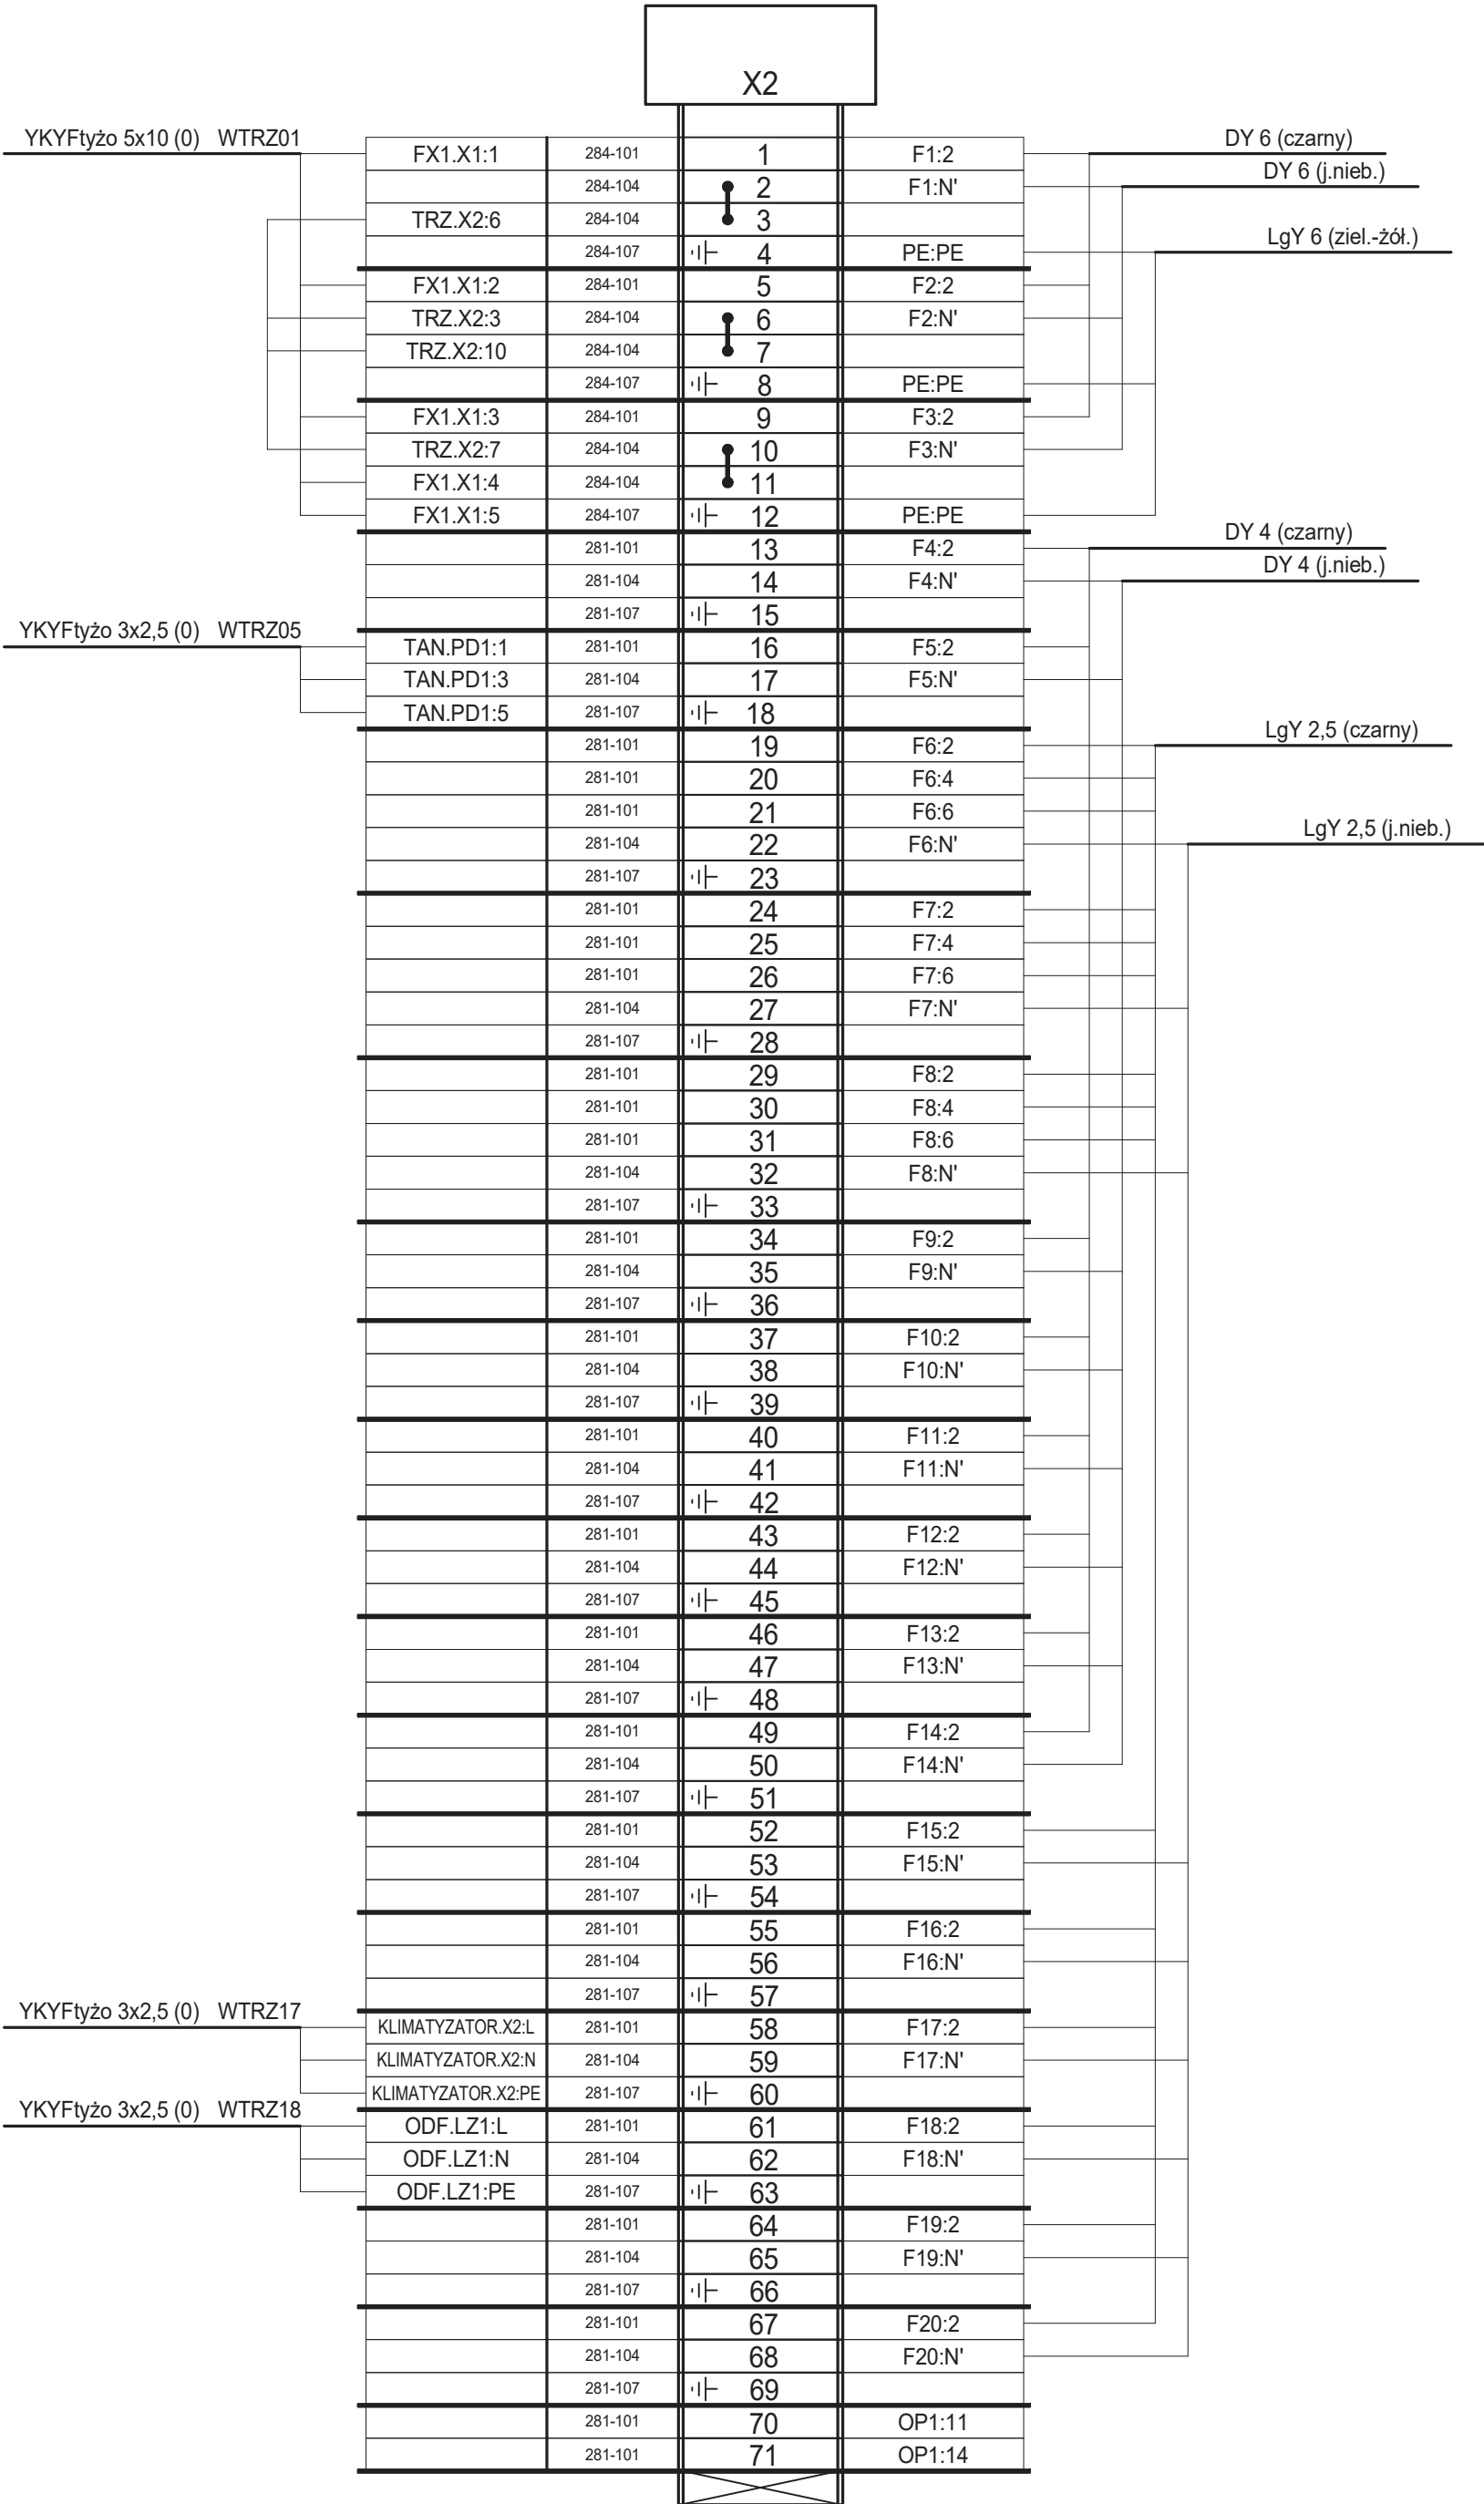 X2
YKYFtyżo 5x10 (0) WTRZ01
DY 6 (czarny)
FX1.X1:1 284-101 1 F1:2
DY 6 (j.nieb.)
284-104 2 F1:N'
TRZ.X2:6 284-104 3
LgY 6 (ziel.-żół.)
284-107 4 PE:PE
FX1.X1:2 284-101 5 F2:2
TRZ.X2:3 284-104 6 F2:N'
TRZ.X2:10 284-104 7
284-107 8 PE:PE
FX1.X1:3 284-101 9 F3:2
TRZ.X2:7 284-104 10 F3:N'
FX1.X1:4 284-104 11
FX1.X1:5 284-107 12 PE:PE
DY 4 (czarny)
281-101 13 F4:2
DY 4 (j.nieb.)
281-104 14 F4:N'
281-107 15
YKYFtyżo 3x2,5 (0) WTRZ05
TAN.PD1:1 281-101 16 F5:2
TAN.PD1:3 281-104 17 F5:N'
TAN.PD1:5 281-107 18
LgY 2,5 (czarny)
281-101 19 F6:2
281-101 20 F6:4
281-101 21 F6:6
LgY 2,5 (j.nieb.)
281-104 22 F6:N'
281-107 23
281-101 24 F7:2
281-101 25 F7:4
281-101 26 F7:6
281-104 27 F7:N'
281-107 28
281-101 29 F8:2
281-101 30 F8:4
281-101 31 F8:6
281-104 32 F8:N'
281-107 33
281-101 34 F9:2
281-104 35 F9:N'
281-107 36
281-101 37 F10:2
281-104 38 F10:N'
281-107 39
281-101 40 F11:2
281-104 41 F11:N'
281-107 42
281-101 43 F12:2
281-104 44 F12:N'
281-107 45
281-101 46 F13:2
281-104 47 F13:N'
281-107 48
281-101 49 F14:2
281-104 50 F14:N'
281-107 51
281-101 52 F15:2
281-104 53 F15:N'
281-107 54
281-101 55 F16:2
281-104 56 F16:N'
281-107 57
YKYFtyżo 3x2,5 (0) WTRZ17
KLIMATYZATOR.X2:L 281-101 58 F17:2
KLIMATYZATOR.X2:N 281-104 59 F17:N'
KLIMATYZATOR.X2:PE 281-107 60
YKYFtyżo 3x2,5 (0) WTRZ18
ODF.LZ1:L 281-101 61 F18:2
ODF.LZ1:N 281-104 62 F18:N'
ODF.LZ1:PE 281-107 63
281-101 64 F19:2
281-104 65 F19:N'
281-107 66
281-101 67 F20:2
281-104 68 F20:N'
281-107 69
281-101 70 OP1:11
281-101 71 OP1:14